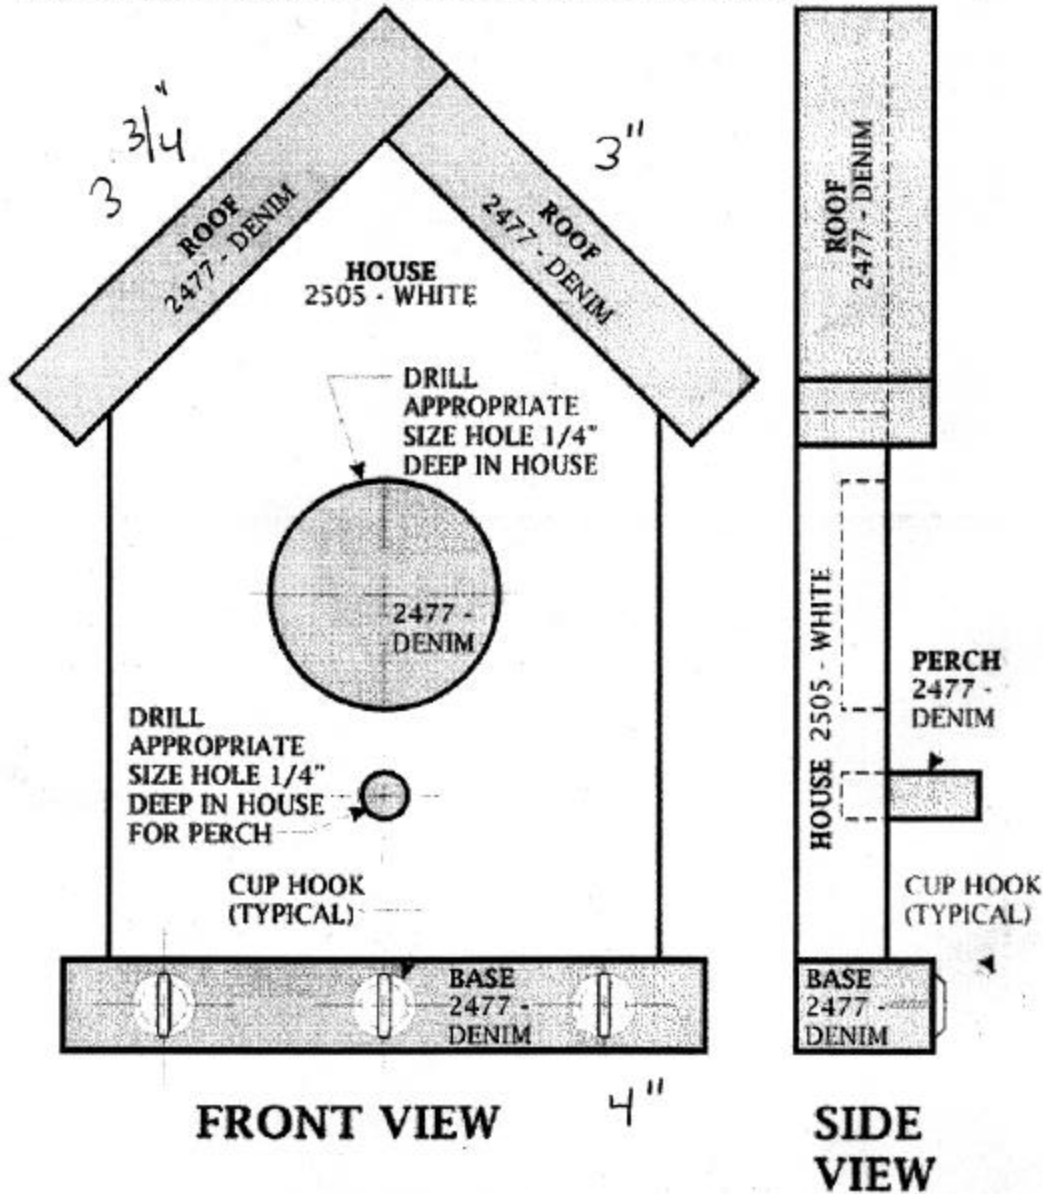 3 3/4"
3"
ROOF
2477 - DENIM
ROOF
2477 - DENIM
HOUSE
2505 - WHITE
DRILL
APPROPRIATE
SIZE HOLE 1/4"
DEEP IN HOUSE
2477 -
DENIM
DRILL
APPROPRIATE
SIZE HOLE 1/4"
DEEP IN HOUSE
FOR PERCH
CUP HOOK
(TYPICAL)
BASE
2477 -
DENIM
4"
FRONT VIEW
ROOF
2477 - DENIM
HOUSE 2505 - WHITE
PERCH
2477 -
DENIM
CUP HOOK
(TYPICAL)
BASE
2477 -
DENIM
SIDE
VIEW